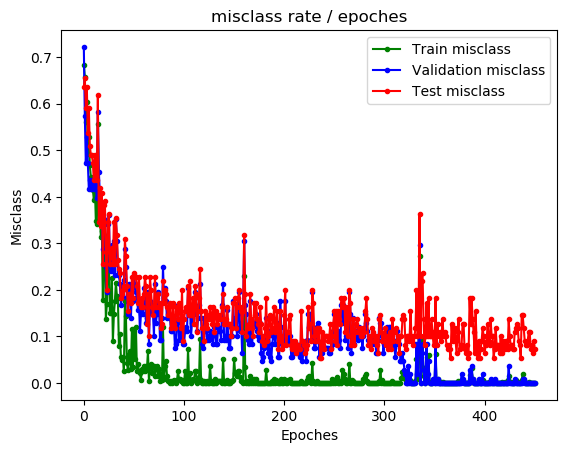 misclass rate / epoches
Train misclass
Validation misclass
Test misclass
Misclass
0.7
0.6
0.5
0.4
0.3
0.2
0.1
0.0
0 100 200 300 400
Epoches